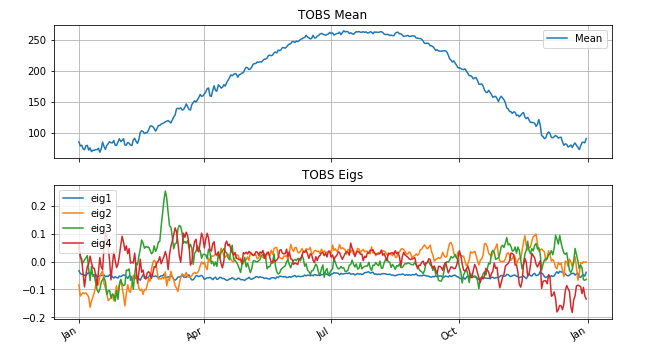 TOBS Mean
250
200
150
100
Mean
TOBS Eigs
0.2
0.1
0.0
−0.1
−0.2
eig1
eig2
eig3
eig4
Jan
Apr
Jul
Oct
Jan